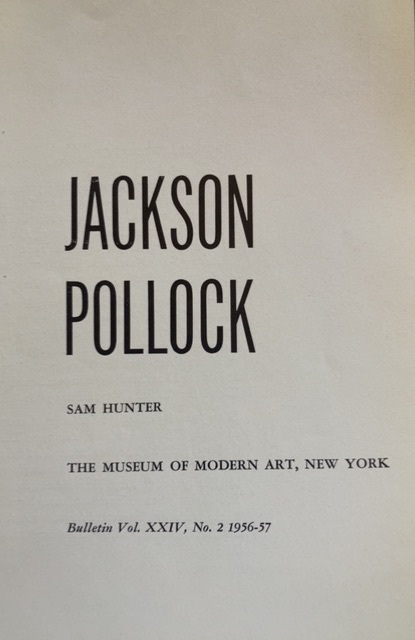 JACKSON
POLLOCK
SAM HUNTER
THE MUSEUM OF MODERN ART, NEW YORK
Bulletin Vol. XXIV, No. 2 1956-57